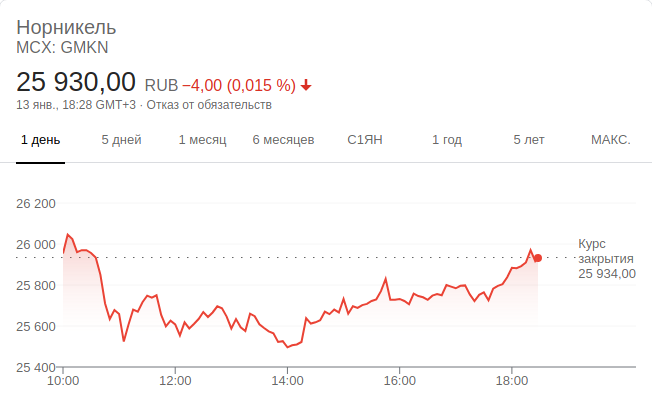 Норникель
MCX: GMKN
25 930,00 RUB −4,00 (0,015 %)
13 янв., 18:28 GMT+3 · Отказ от обязательств
1 день 5 дней 1 месяц 6 месяцев С1ЯН 1 год 5 лет МАКС.
26 200
26 000
25 800
25 600
25 400
Курс
закрытия
25 934,00
10:00 12:00 14:00 16:00 18:00